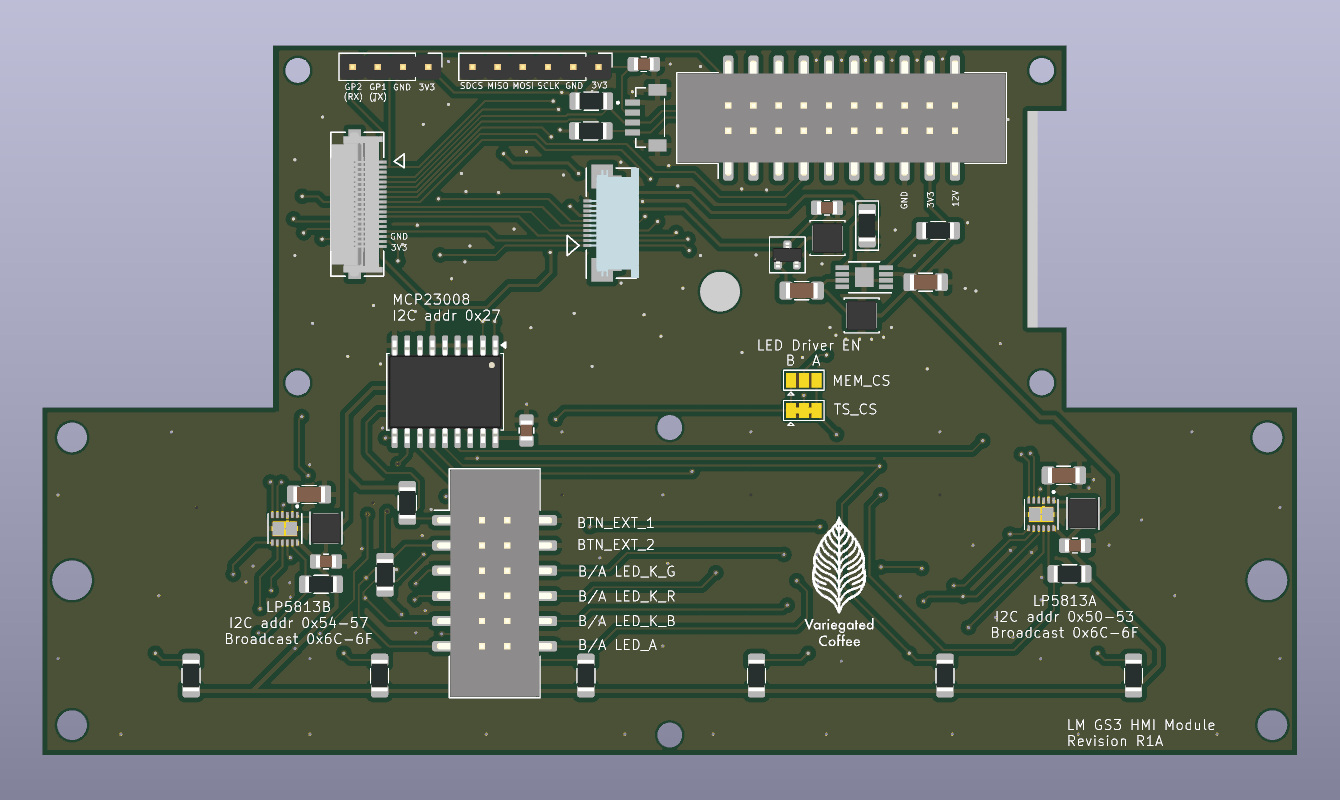 GP2 GP1 GND 3V3
(RX) (TX)
SDCS MISO MOSI SCLK GND 3V3
GND 3V3 12V
GND
3V3
MCP23008
I2C addr 0x27
LED Driver EN
B A
MEM_CS
TS_CS
BTN_EXT_1
BTN_EXT_2
B/A LED_K_G
B/A LED_K_R
B/A LED_K_B
B/A LED_A
LP5813B
I2C addr 0x54-57
Broadcast 0x6C-6F
Variegated
Coffee
LP5813A
I2C addr 0x50-53
Broadcast 0x6C-6F
LM GS3 HMI Module
Revision R1A